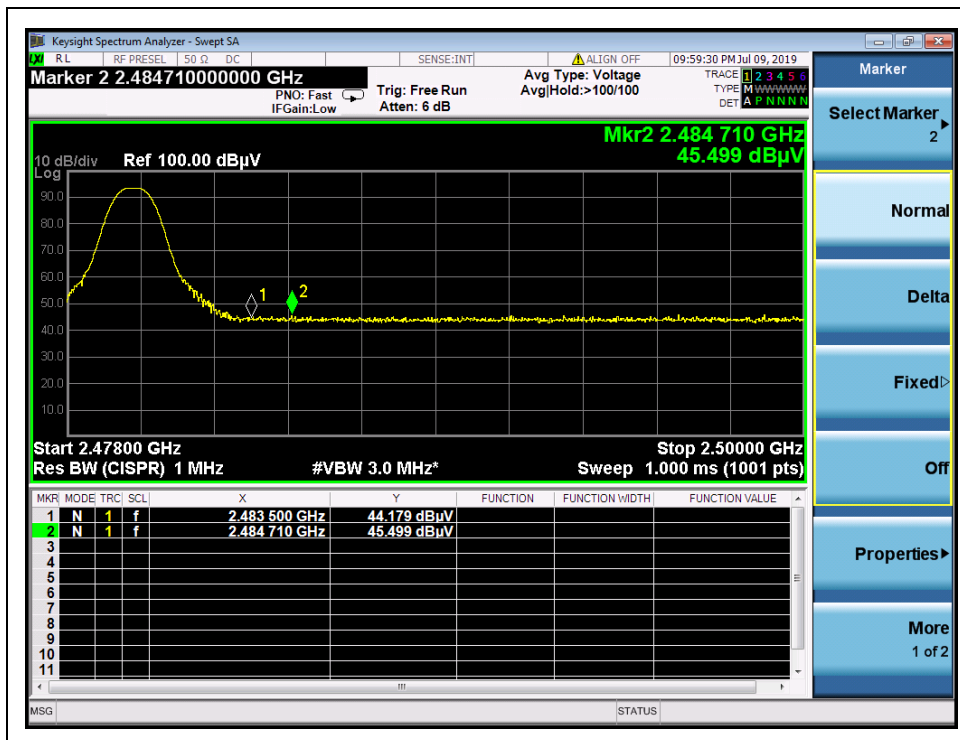 Keysight Spectrum Analyzer - Swept SA
LXI RL RF PRESEL 50 Ω DC SENSE:INT ALIGN OFF 09:59:30 PM Jul 09, 2019
Marker 2 2.484710000000 GHz
PNO: Fast
IFGain:Low
Trig: Free Run
Atten: 6 dB
Avg Type: Voltage
Avg|Hold:>100/100
TRACE 1 2 3 4 5 6
TYPE M WWWWW
DET A P N N N N
Mkr2 2.484 710 GHz
45.499 dBµV
10 dB/div Ref 100.00 dBµV
Log
90.0
80.0
70.0
60.0
50.0
40.0
30.0
20.0
10.0
1
2
Start 2.47800 GHz Stop 2.50000 GHz
Res BW (CISPR) 1 MHz #VBW 3.0 MHz* Sweep 1.000 ms (1001 pts)
MKR MODE TRC SCL X Y FUNCTION FUNCTION WIDTH FUNCTION VALUE
1 N 1 f 2.483 500 GHz 44.179 dBµV
2 N 1 f 2.484 710 GHz 45.499 dBµV
3
4
5
6
7
8
9
10
11
MSG STATUS
Marker
Select Marker
2
Normal
Delta
Fixed
Off
Properties
More
1 of 2